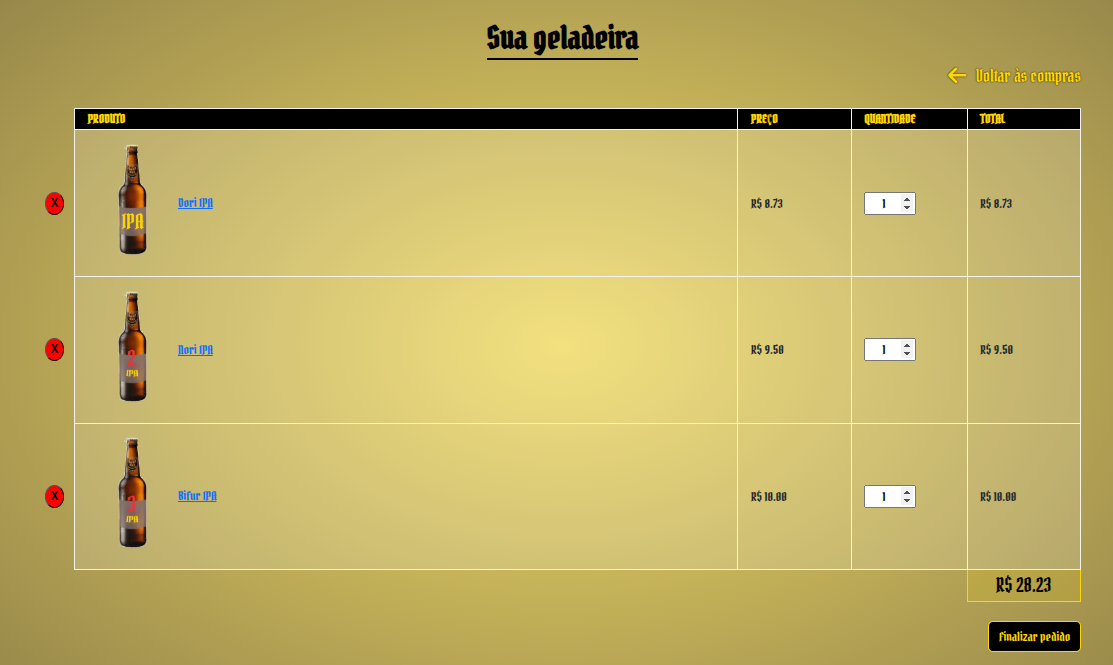 Sua geladeira
← Voltar às compras
PRODUTO PREÇO QUANTIDADE TOTAL
X IPA Dori IPA R$ 8.73 1 R$ 8.73
X 2 IPA Nori IPA R$ 9.50 1 R$ 9.50
X 3 IPA Bifur IPA R$ 10.00 1 R$ 10.00
R$ 28.23
Finalizar pedido